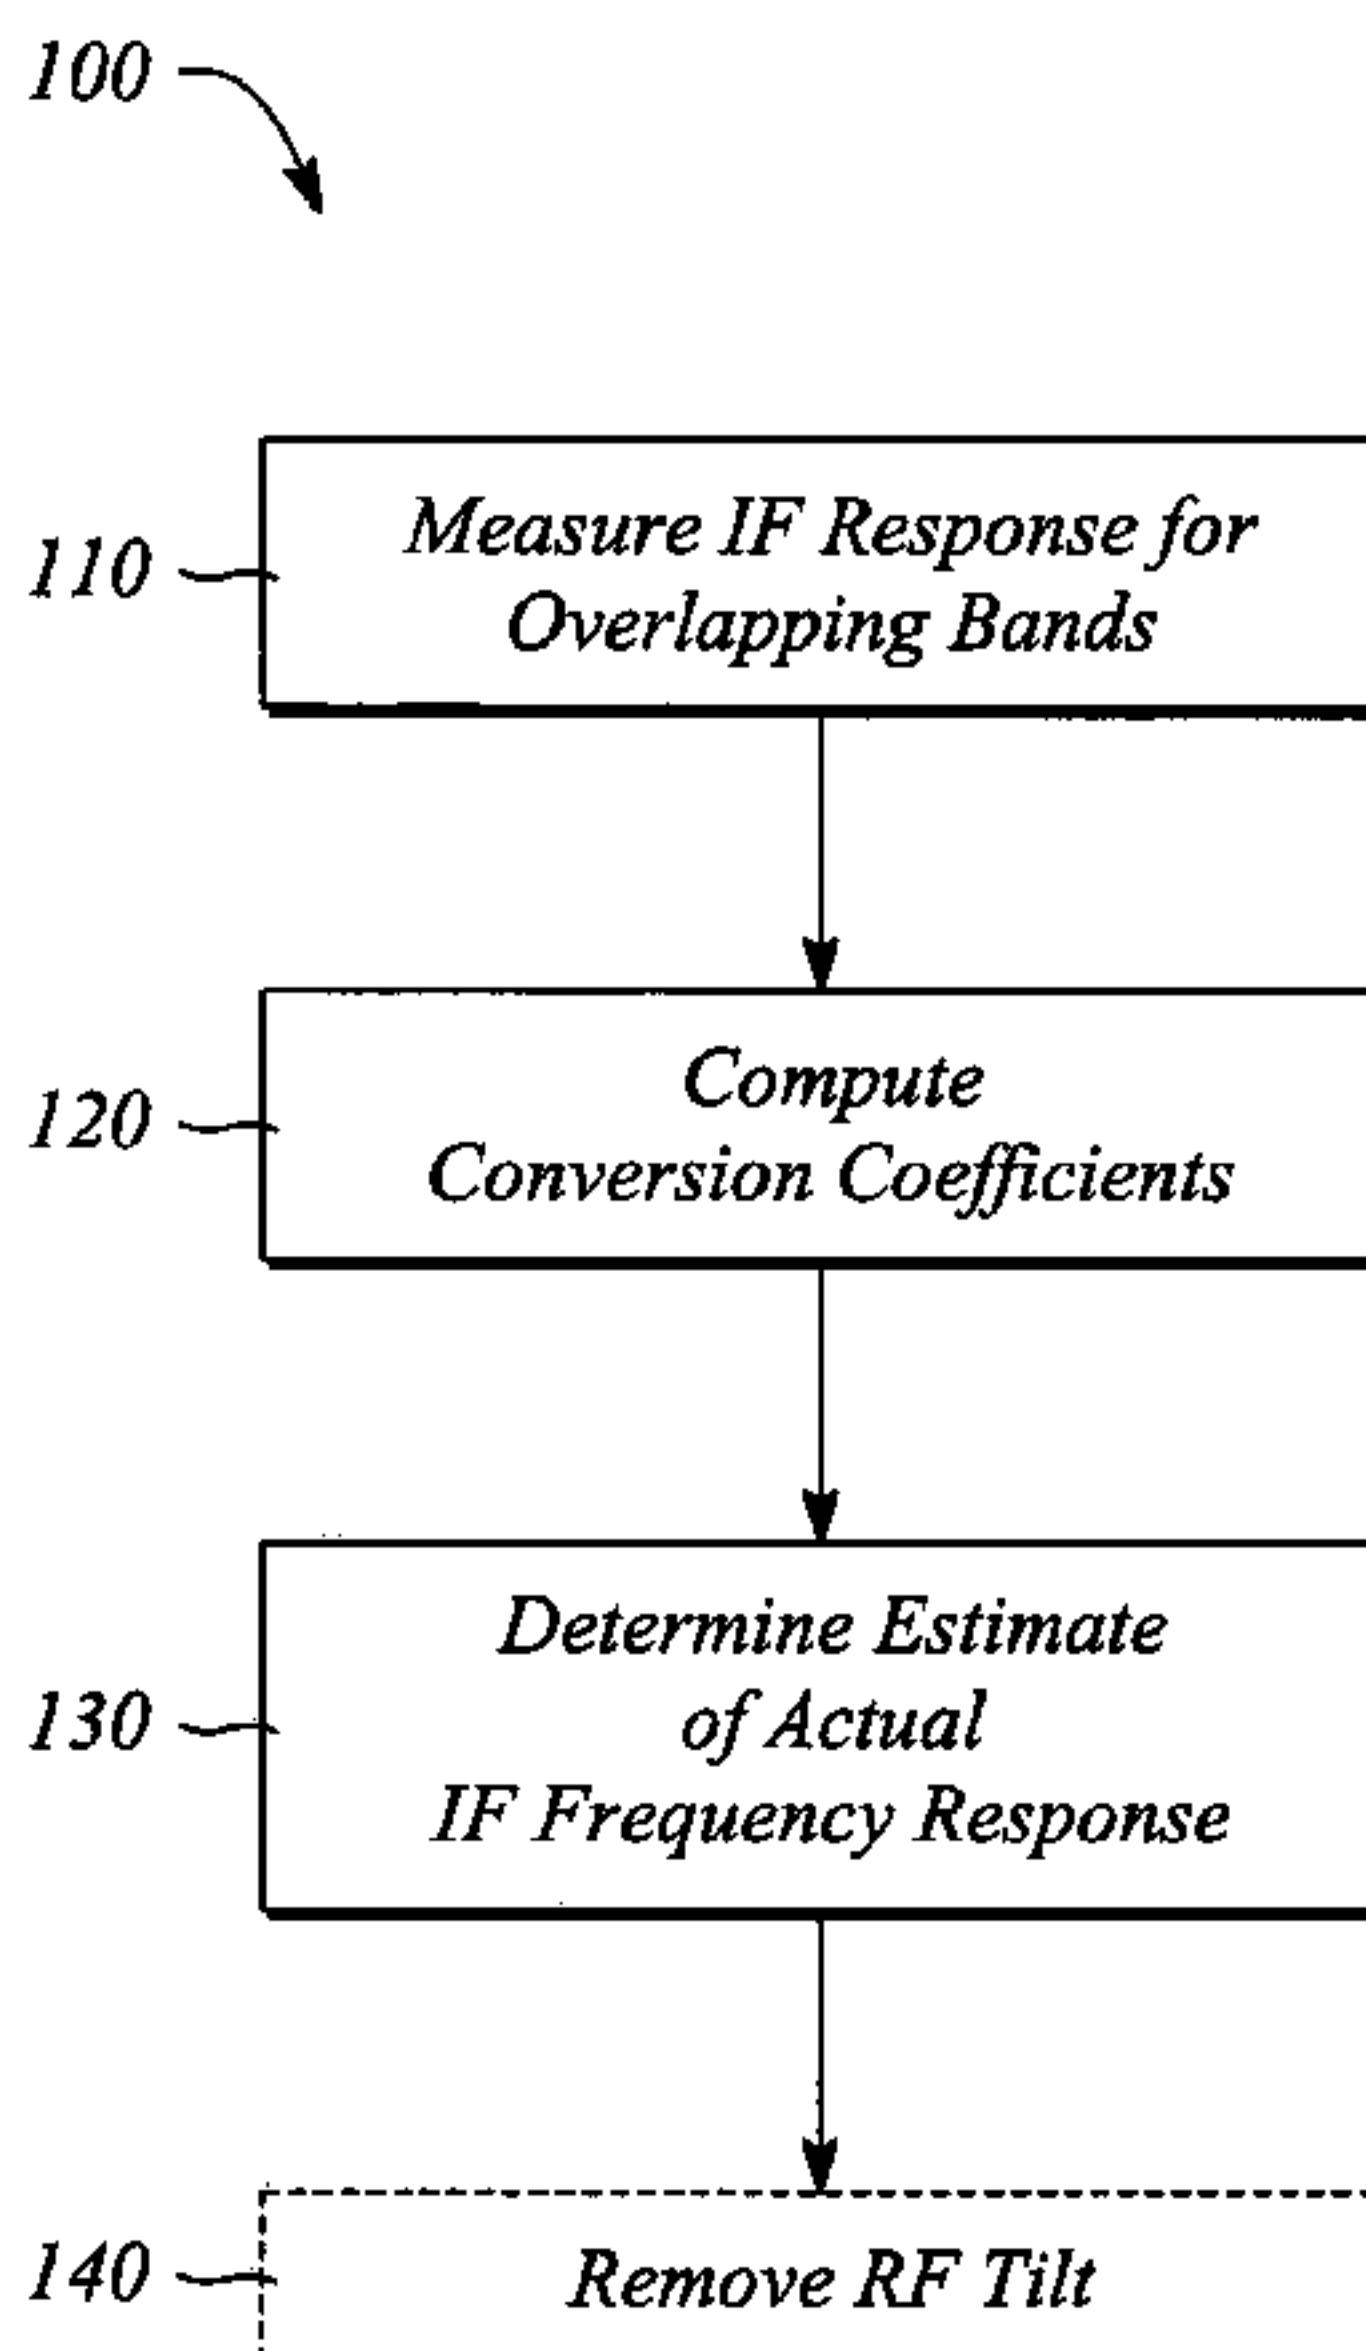 100
110
Measure IF Response for
Overlapping Bands
120
Compute
Conversion Coefficients
130
Determine Estimate
of Actual
IF Frequency Response
140
Remove RF Tilt